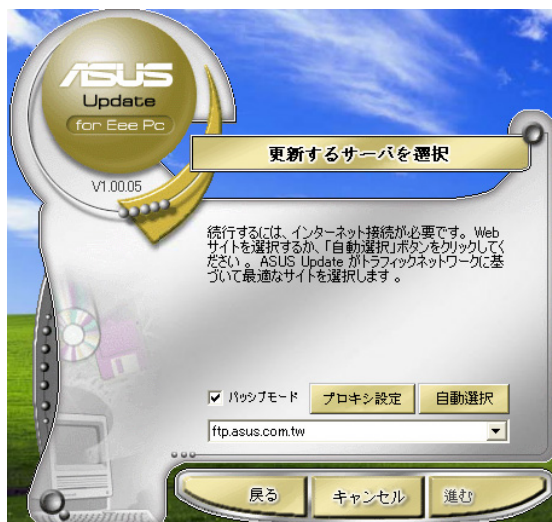 ASUS
Update
for Eee Pc
V1.00.05
更新するサーバを選択
続行するには、インターネット接続が必要です。 Web
サイトを選択するか、「自動選択」ボタンをクリックしてく
ださい 。 ASUS Update がトラフィックネットワークに基
づいて最適なサイトを選択します 。
パッシブモード
プロキシ設定
自動選択
ftp.asus.com.tw
戻る
キャンセル
進む